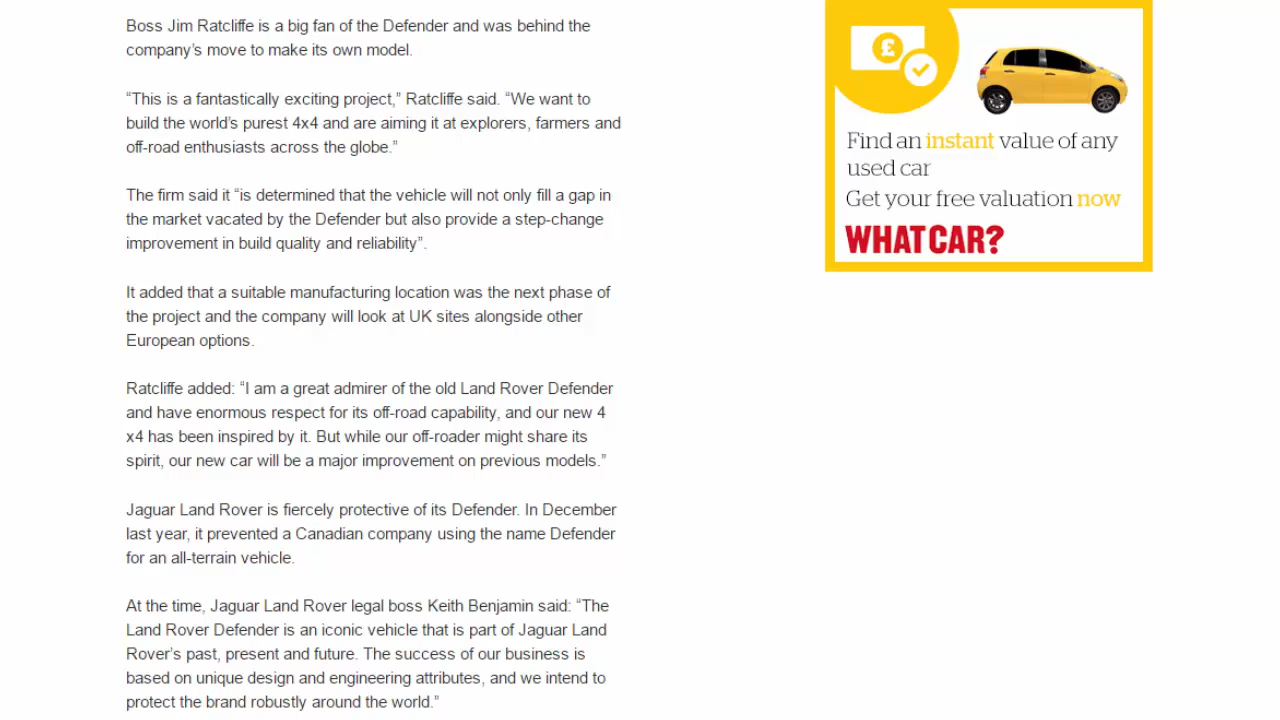 Boss Jim Ratcliffe is a big fan of the Defender and was behind the
company’s move to make its own model.
“This is a fantastically exciting project,” Ratcliffe said. “We want to
build the world’s purest 4x4 and are aiming it at explorers, farmers and
off-road enthusiasts across the globe.”
The firm said it “is determined that the vehicle will not only fill a gap in
the market vacated by the Defender but also provide a step-change
improvement in build quality and reliability”.
It added that a suitable manufacturing location was the next phase of
the project and the company will look at UK sites alongside other
European options.
Ratcliffe added: “I am a great admirer of the old Land Rover Defender
and have enormous respect for its off-road capability, and our new 4
x4 has been inspired by it. But while our off-roader might share its
spirit, our new car will be a major improvement on previous models.”
Jaguar Land Rover is fiercely protective of its Defender. In December
last year, it prevented a Canadian company using the name Defender
for an all-terrain vehicle.
At the time, Jaguar Land Rover legal boss Keith Benjamin said: “The
Land Rover Defender is an iconic vehicle that is part of Jaguar Land
Rover’s past, present and future. The success of our business is
based on unique design and engineering attributes, and we intend to
protect the brand robustly around the world.”
£
Find an instant value of any
used car
Get your free valuation now
WHAT CAR?